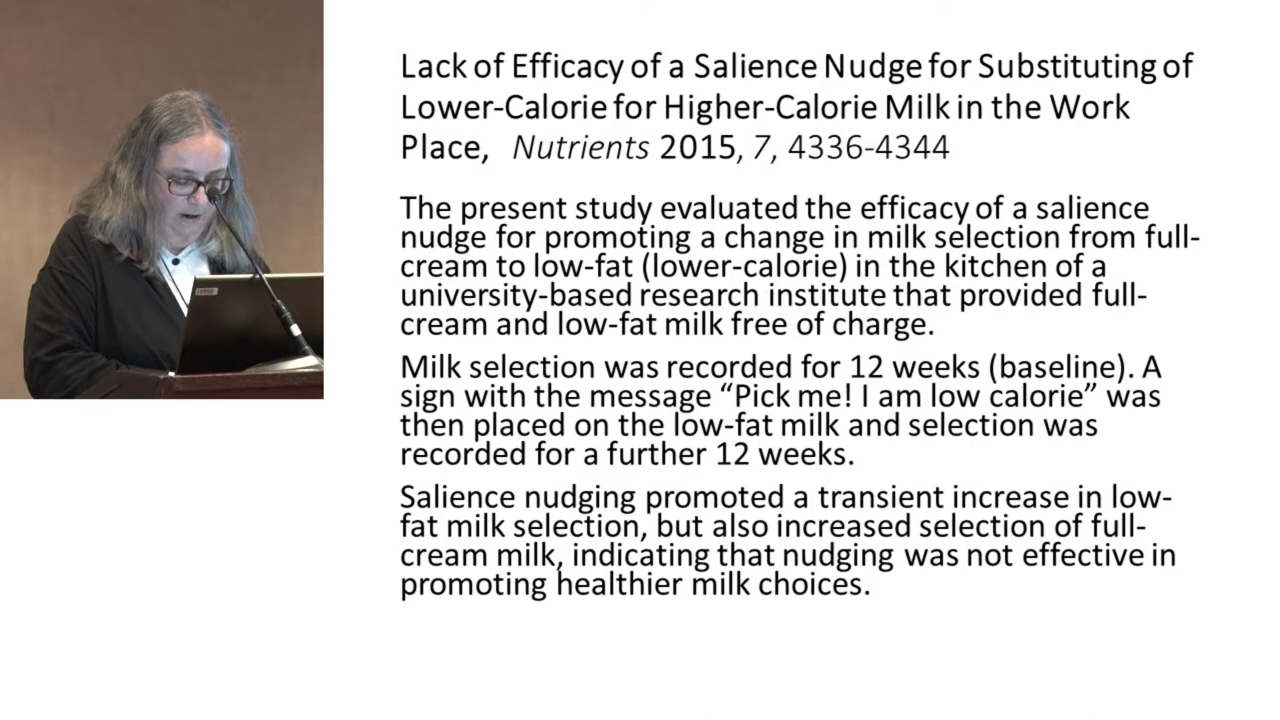 Lack of Efficacy of a Salience Nudge for Substituting of
Lower-Calorie for Higher-Calorie Milk in the Work
Place, Nutrients 2015, 7, 4336-4344
The present study evaluated the efficacy of a salience
nudge for promoting a change in milk selection from full-
cream to low-fat (lower-calorie) in the kitchen of a
university-based research institute that provided full-
cream and low-fat milk free of charge.
Milk selection was recorded for 12 weeks (baseline). A
sign with the message “Pick me! I am low calorie” was
then placed on the low-fat milk and selection was
recorded for a further 12 weeks.
Salience nudging promoted a transient increase in low-
fat milk selection, but also increased selection of full-
cream milk, indicating that nudging was not effective in
promoting healthier milk choices.